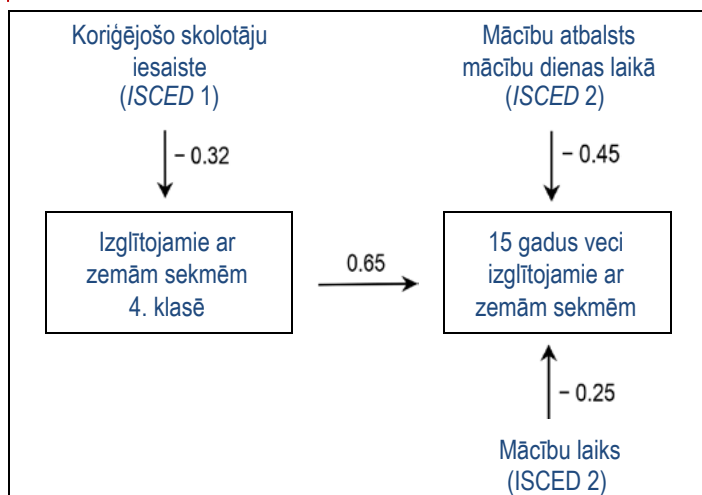 Koriģējošo skolotāju
iesaiste
(ISCED 1)
Mācību atbalsts
mācību dienas laikā
(ISCED 2)
− 0.32
− 0.45
Izglītojamie ar
zemām sekmēm
4. klasē
0.65
15 gadus veci
izglītojamie ar
zemām sekmēm
− 0.25
Mācību laiks
(ISCED 2)